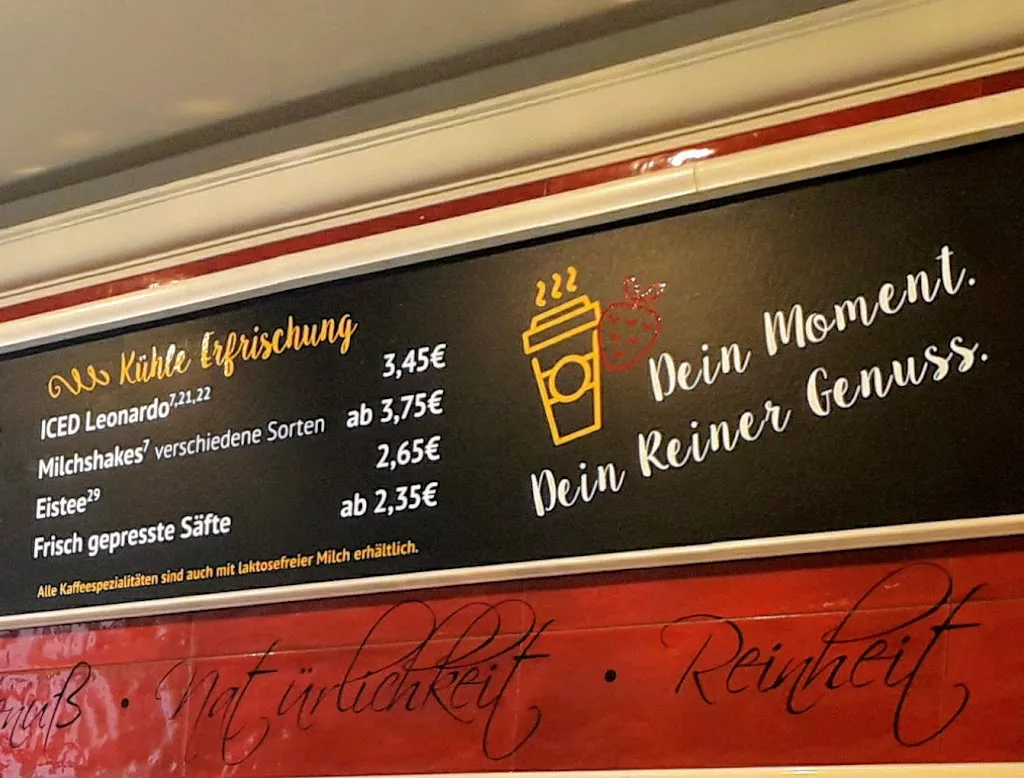 Kühle Erfrischung
ICED Leonardo7,21,22 3,45€
Milchshakes7 verschiedene Sorten ab 3,75€
Eistee29 2,65€
Frisch gepresste Säfte ab 2,35€
Alle Kaffeespezialitäten sind auch mit laktosefreier Milch erhältlich.
Dein Moment.
Dein Reiner Genuss.
nuß • Natürlichkeit • Reinheit